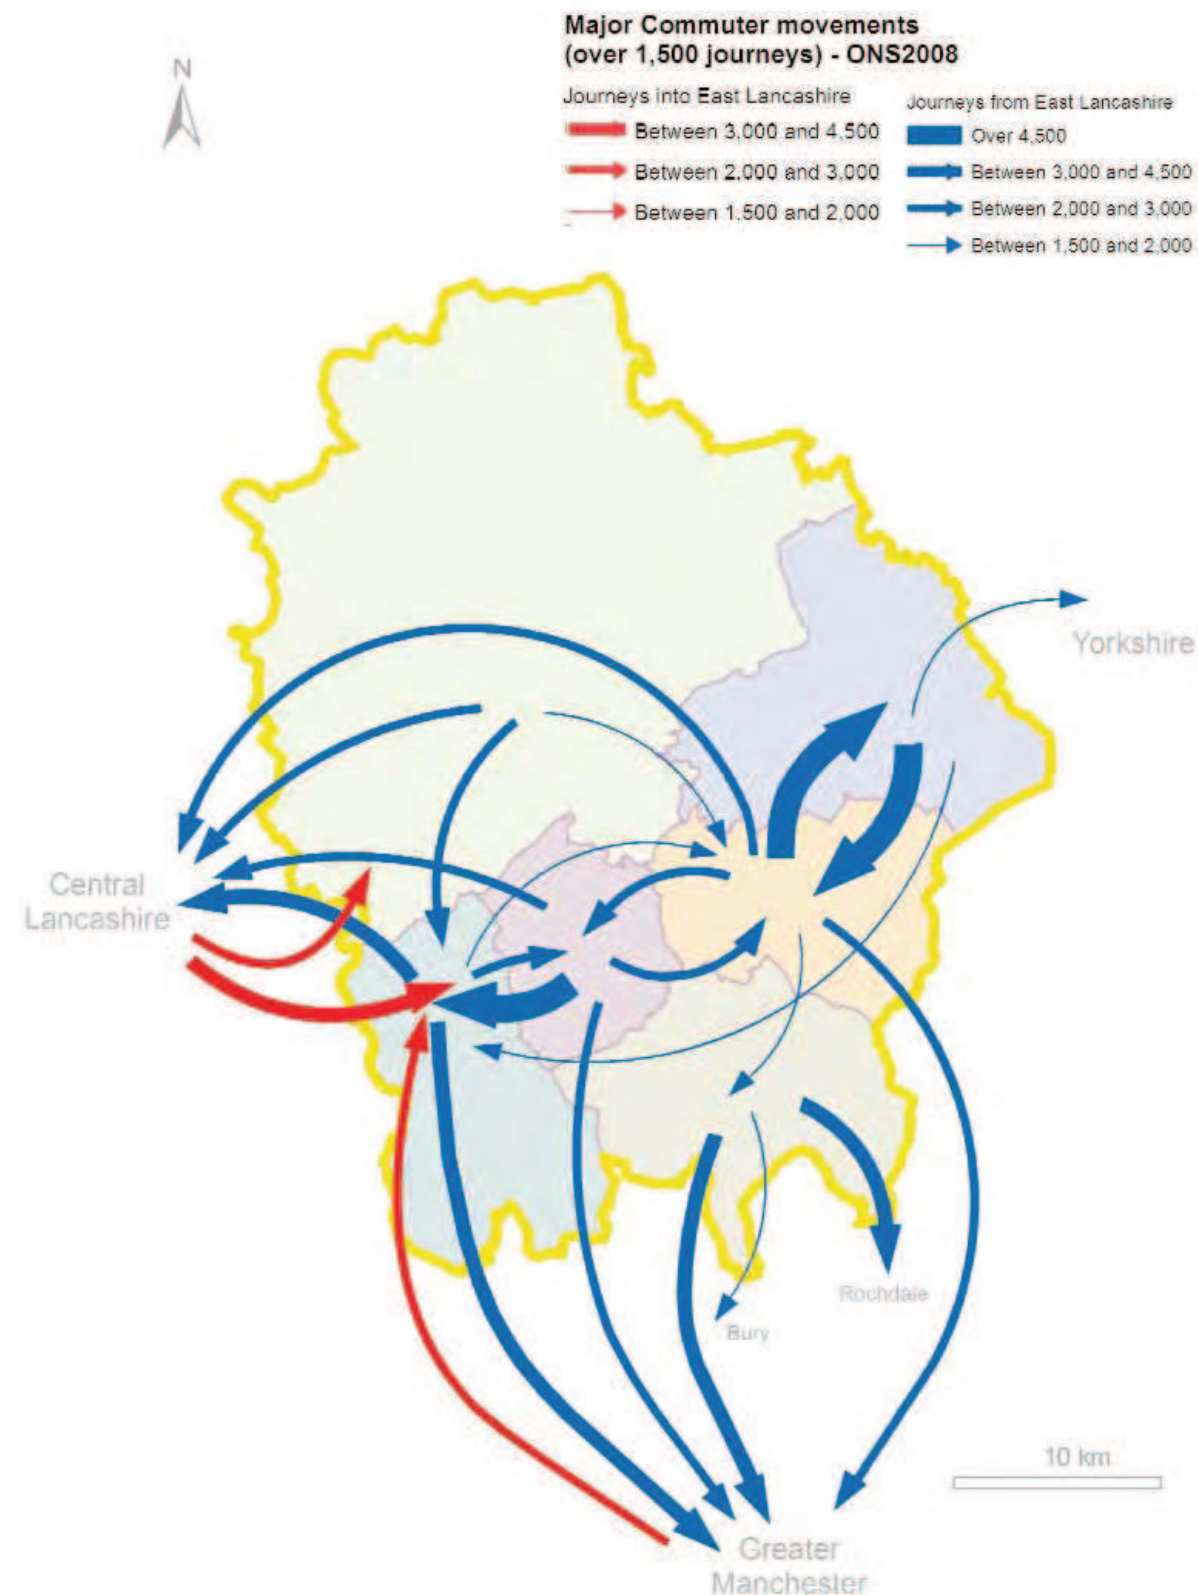 Major Commuter movements
(over 1,500 journeys) - ONS2008
N
Journeys into East Lancashire
Between 3,000 and 4,500
Between 2,000 and 3,000
Between 1,500 and 2,000
Journeys from East Lancashire
Over 4,500
Between 3,000 and 4,500
Between 2,000 and 3,000
Between 1,500 and 2,000
Yorkshire
Central
Lancashire
Rochdale
Bury
10 km
Greater
Manchester